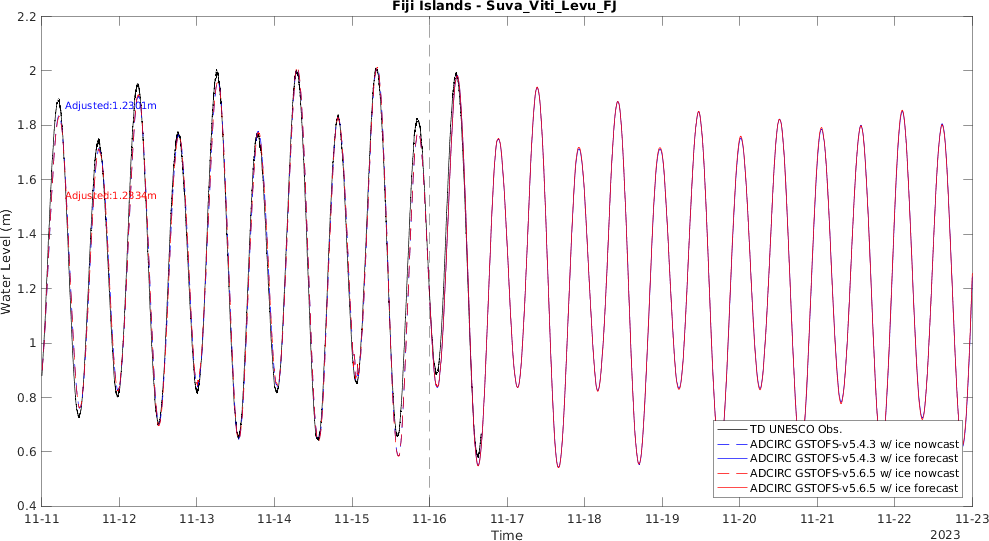 Fiji Islands - Suva_Viti_Levu_FJ
2.2
2
1.8
1.6
1.4
1.2
1
0.8
0.6
0.4
Water Level (m)
Adjusted:1.2301m
Adjusted:1.2934m
TD UNESCO Obs.
ADCIRC GSTOFS-v5.4.3 w/ ice nowcast
ADCIRC GSTOFS-v5.4.3 w/ ice forecast
ADCIRC GSTOFS-v5.6.5 w/ ice nowcast
ADCIRC GSTOFS-v5.6.5 w/ ice forecast
11-11 11-12 11-13 11-14 11-15 11-16 11-17 11-18 11-19 11-20 11-21 11-22 11-23
Time
2023